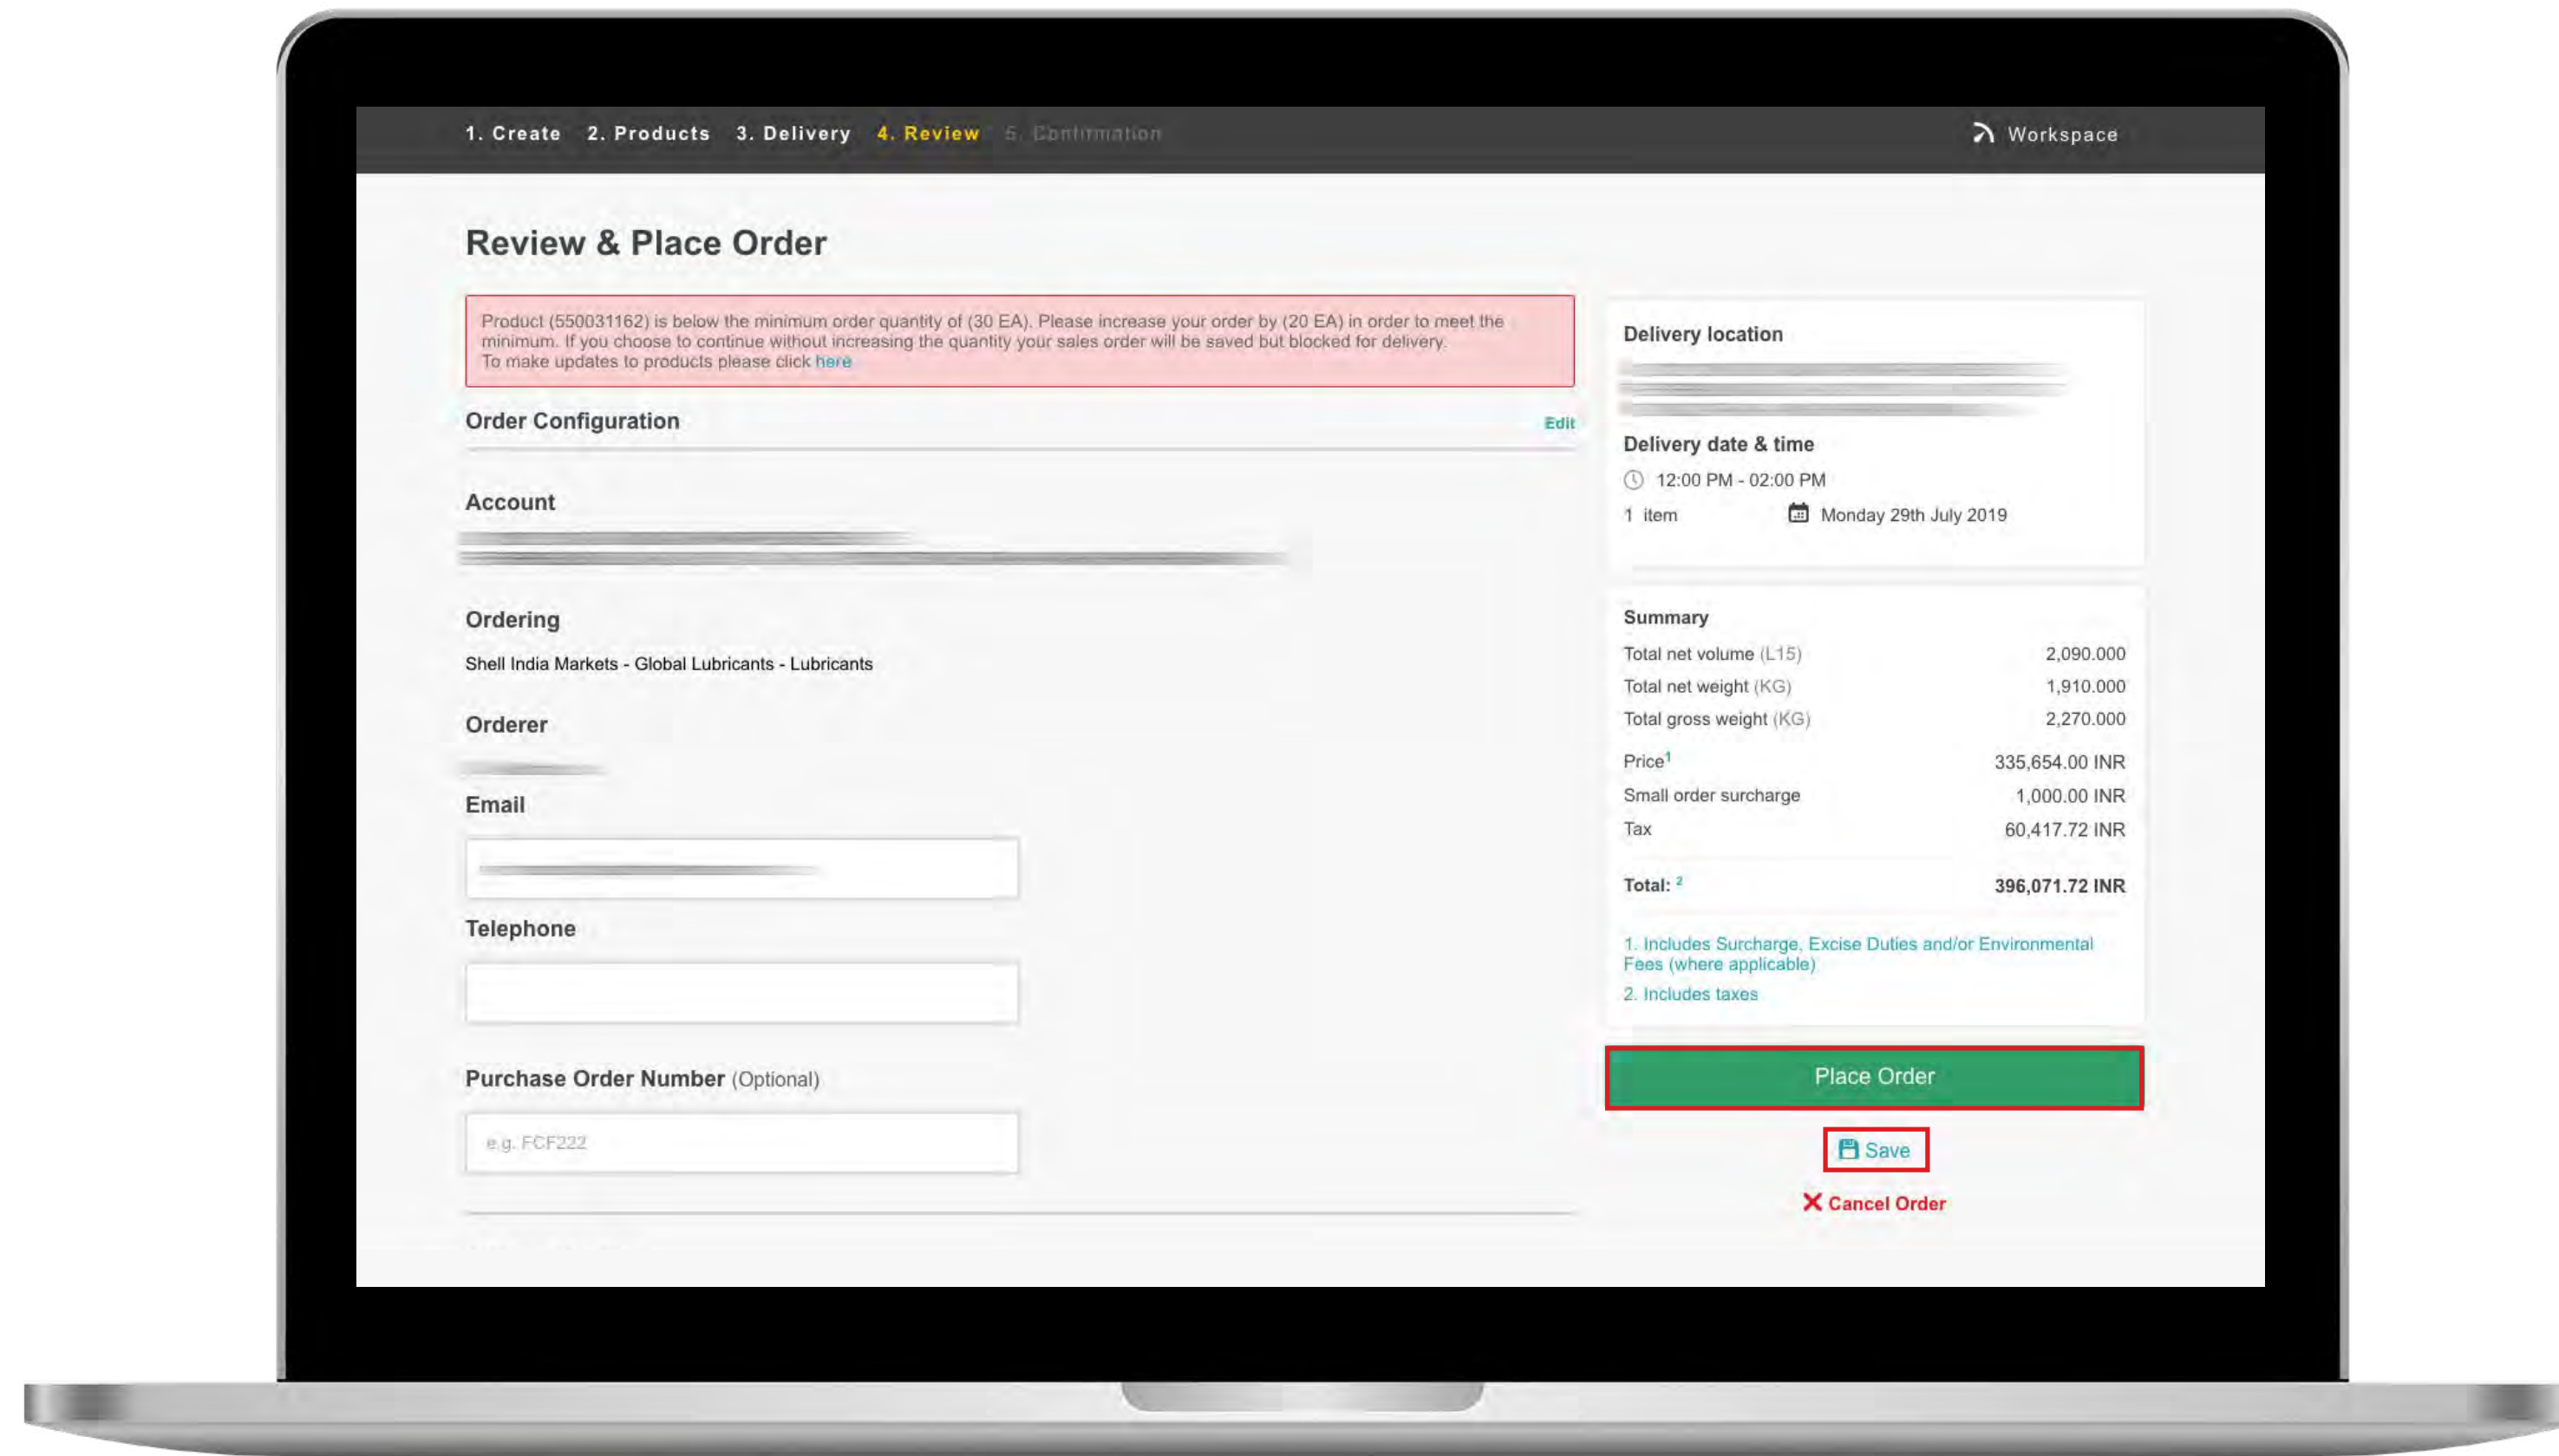 1. Create 2. Products 3. Delivery 4. Review 5. Confirmation
Workspace
Review & Place Order
Product (550031162) is below the minimum order quantity of (30 EA). Please increase your order by (20 EA) in order to meet the
minimum. If you choose to continue without increasing the quantity your sales order will be saved but blocked for delivery.
To make updates to products please click here
Order Configuration
Edit
Account
Ordering
Shell India Markets - Global Lubricants - Lubricants
Orderer
Email
Telephone
Purchase Order Number (Optional)
e.g. FCF222
Delivery location
Delivery date & time
12:00 PM - 02:00 PM
1 item Monday 29th July 2019
Summary
Total net volume (L15) 2,090.000
Total net weight (KG) 1,910.000
Total gross weight (KG) 2,270.000
Price1 335,654.00 INR
Small order surcharge 1,000.00 INR
Tax 60,417.72 INR
Total: 2 396,071.72 INR
1. Includes Surcharge, Excise Duties and/or Environmental
Fees (where applicable)
2. Includes taxes
Place Order
Save
Cancel Order